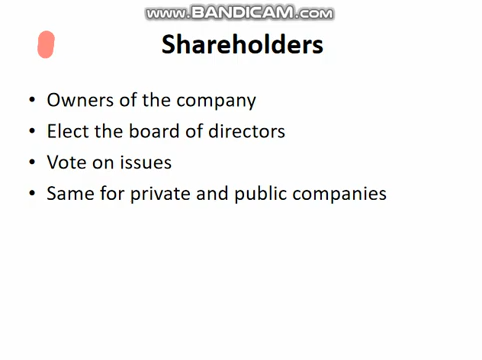 www.BANDICAM.com
Shareholders
• Owners of the company
• Elect the board of directors
• Vote on issues
• Same for private and public companies